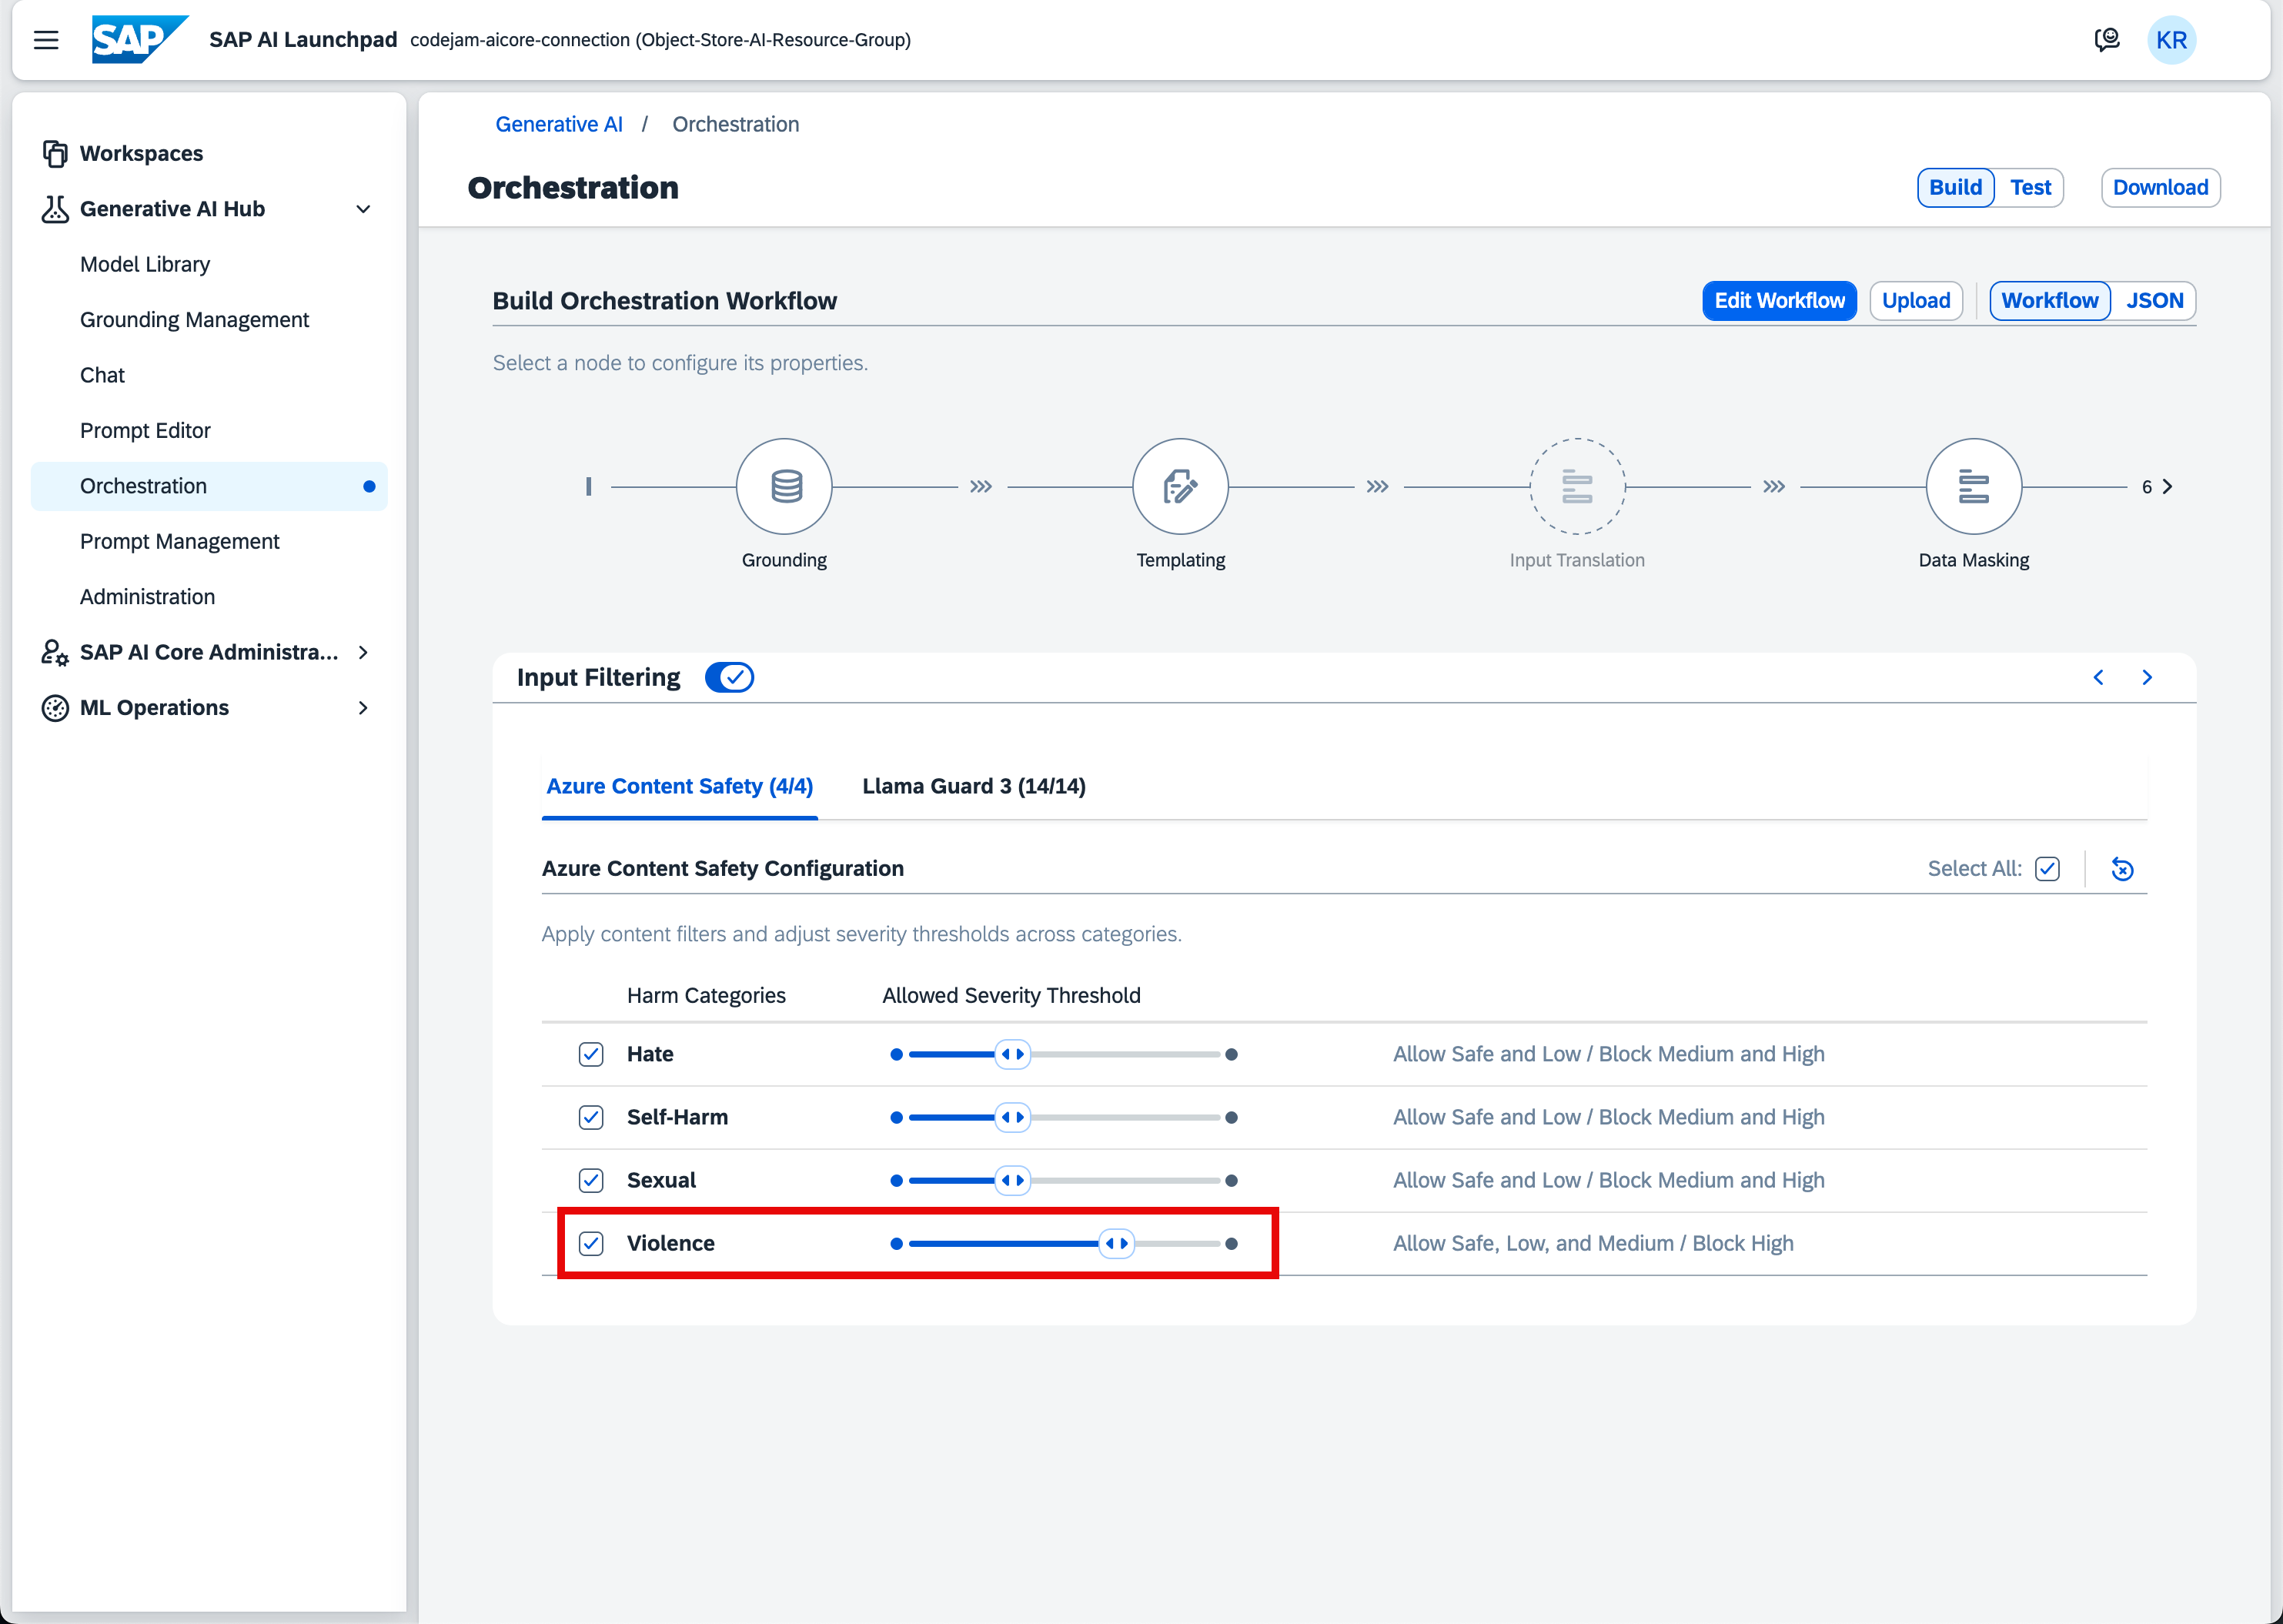 SAP SAP AI Launchpad codejam-aicore-connection (Object-Store-AI-Resource-Group) KR
Workspaces
Generative AI Hub
Model Library
Grounding Management
Chat
Prompt Editor
Orchestration
Prompt Management
Administration
SAP AI Core Administra...
ML Operations
Generative AI / Orchestration
Orchestration Build Test Download
Build Orchestration Workflow Edit Workflow Upload Workflow JSON
Select a node to configure its properties.
6
Grounding Templating Input Translation Data Masking
Input Filtering
Azure Content Safety (4/4) Llama Guard 3 (14/14)
Azure Content Safety Configuration Select All:
Apply content filters and adjust severity thresholds across categories.
Harm Categories Allowed Severity Threshold
Hate Allow Safe and Low / Block Medium and High
Self-Harm Allow Safe and Low / Block Medium and High
Sexual Allow Safe and Low / Block Medium and High
Violence Allow Safe, Low, and Medium / Block High